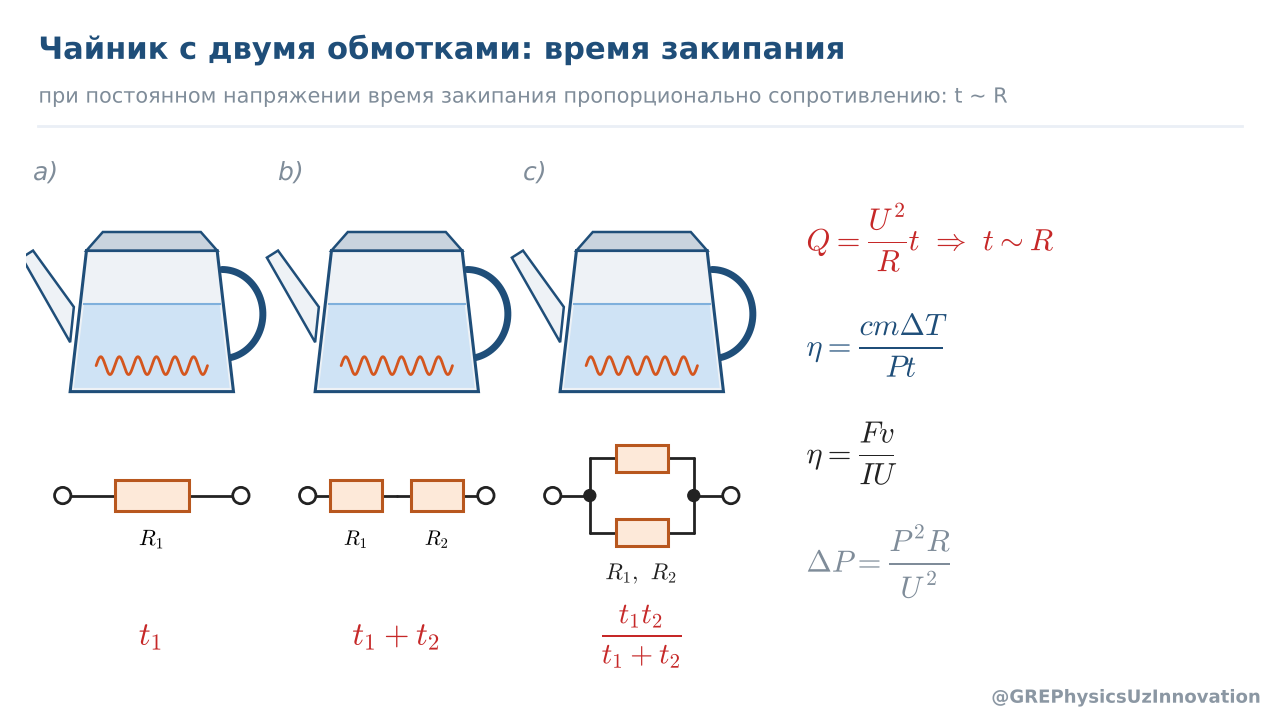 Чайник с двумя обмотками: время закипания
при постоянном напряжении время закипания пропорционально сопротивлению: t ~ R
a) b) c)
Q = U²/R t ⇒ t ~ R
η = cmΔT/Pt
η = Fv/IU
ΔP = P²R/U²
R₁ R₁ R₂ R₁, R₂
t₁ t₁ + t₂ t₁t₂/t₁ + t₂
@GREPhysicsUzInnovation